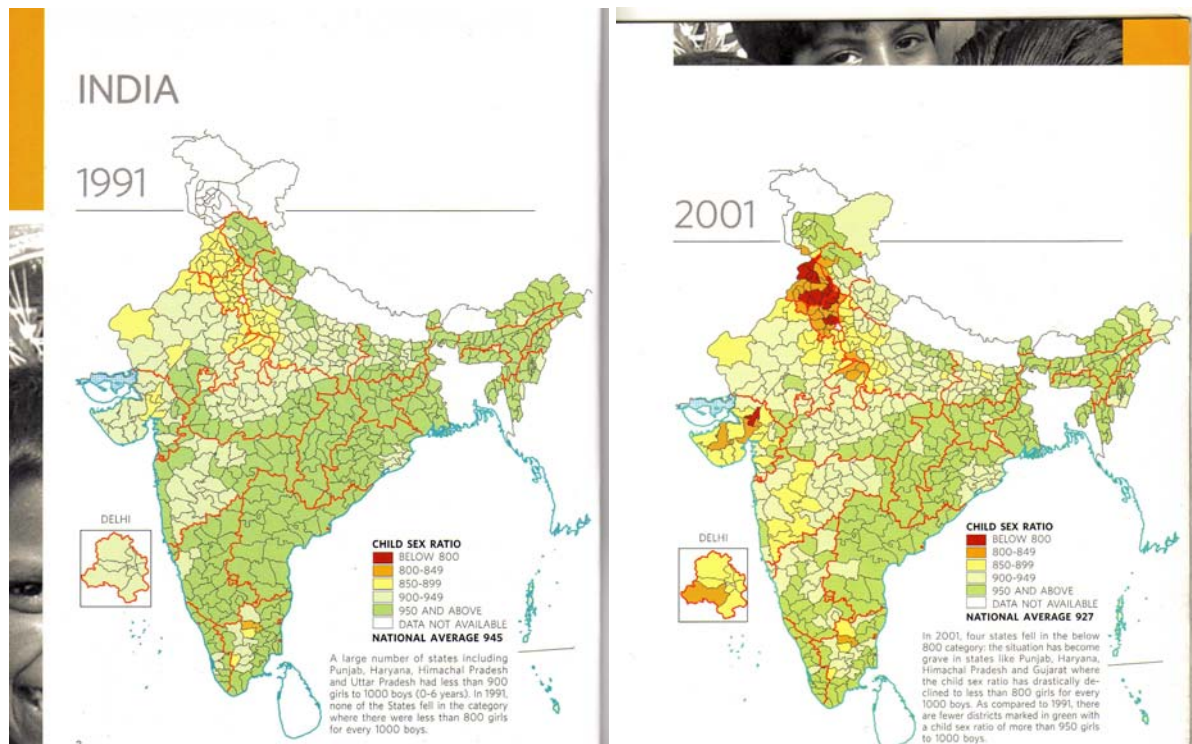 INDIA
1991
DELHI
CHILD SEX RATIO
BELOW 800
800-849
850-899
900-949
950 AND ABOVE
DATA NOT AVAILABLE
NATIONAL AVERAGE 945
A large number of states including
Punjab, Haryana, Himachal Pradesh
and Uttar Pradesh had less than 900
girls to 1000 boys (0-6 years). In 1991,
none of the States fell in the category
where there were less than 800 girls
for every 1000 boys.
2001
DELHI
CHILD SEX RATIO
BELOW 800
800-849
850-899
900-949
950 AND ABOVE
DATA NOT AVAILABLE
NATIONAL AVERAGE 927
In 2001, four states fell in the below
800 category: the situation has become
grave in states like Punjab, Haryana,
Himachal Pradesh and Gujarat where
the child sex ratio has drastically de-
clined to less than 800 girls for every
1000 boys. As compared to 1991, there
are fewer districts marked in green with
a child sex ratio of more than 950 girls
to 1000 boys.